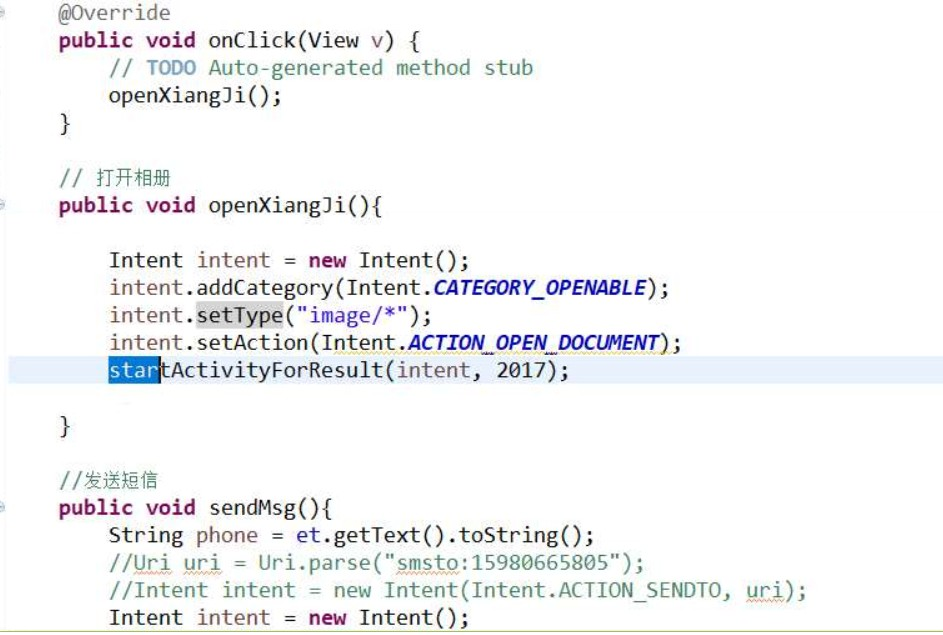 @Override
public void onClick(View v) {
// TODO Auto-generated method stub
openXiangJi();
}
// 打开相册
public void openXiangJi(){
Intent intent = new Intent();
intent.addCategory(Intent.CATEGORY_OPENABLE);
intent.setType("image/*");
intent.setAction(Intent.ACTION_OPEN_DOCUMENT);
startActivityForResult(intent, 2017);
}
//发送短信
public void sendMsg(){
String phone = et.getText().toString();
//Uri uri = Uri.parse("smsto:15980665805");
//Intent intent = new Intent(Intent.ACTION_SENDTO, uri);
Intent intent = new Intent();